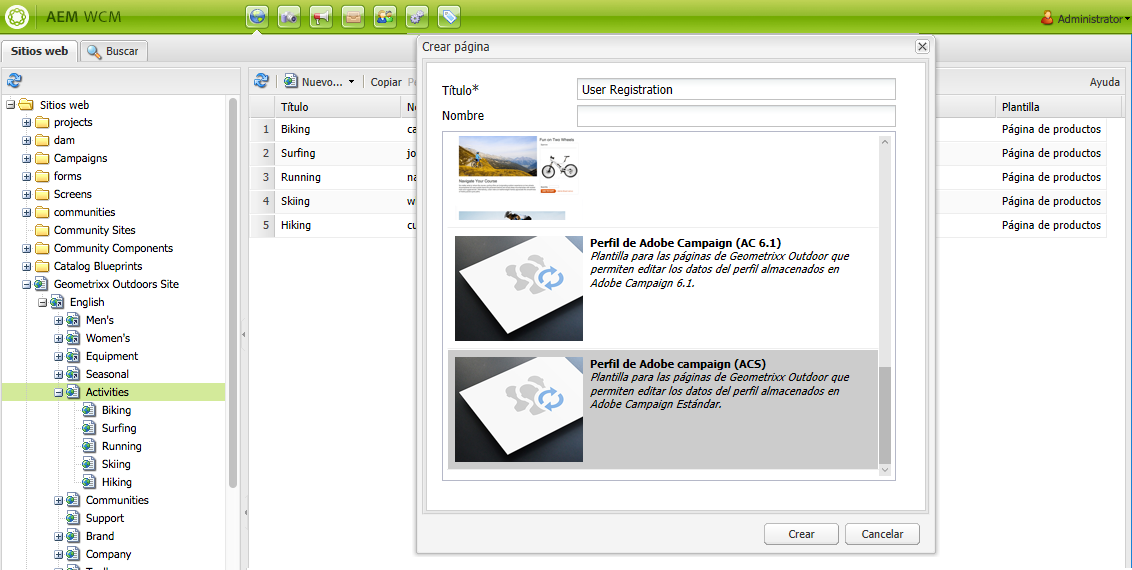 AEM WCM
Administrator
Sitios web
Buscar
Sitios web
projects
dam
Campaigns
forms
Screens
communities
Community Sites
Community Components
Catalog Blueprints
Geometrixx Outdoors Site
English
Men's
Women's
Equipment
Seasonal
Activities
Biking
Surfing
Running
Skiing
Hiking
Communities
Support
Brand
Company
Nuevo...
Copiar
Ayuda
Título
Plantilla
1 Biking ca Página de productos
2 Surfing jo Página de productos
3 Running na Página de productos
4 Skiing w Página de productos
5 Hiking cu Página de productos
Crear página
Título* User Registration
Nombre
Fun on Two Wheels
Navigate Your Course
Perfil de Adobe Campaign (AC 6.1)
Plantilla para las páginas de Geometrixx Outdoor que
permiten editar los datos del perfil almacenados en
Adobe Campaign 6.1.
Perfil de Adobe campaign (ACS)
Plantilla para las páginas de Geometrixx Outdoor que
permiten editar los datos del perfil almacenados en
Adobe Campaign Estándar.
Crear
Cancelar